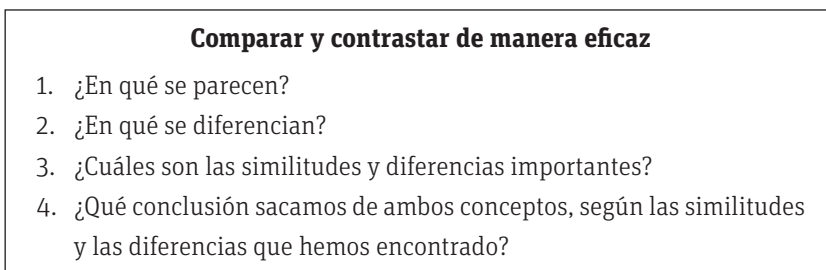 Comparar y contrastar de manera eficaz
1. ¿En qué se parecen?
2. ¿En qué se diferencian?
3. ¿Cuáles son las similitudes y diferencias importantes?
4. ¿Qué conclusión sacamos de ambos conceptos, según las similitudes
y las diferencias que hemos encontrado?